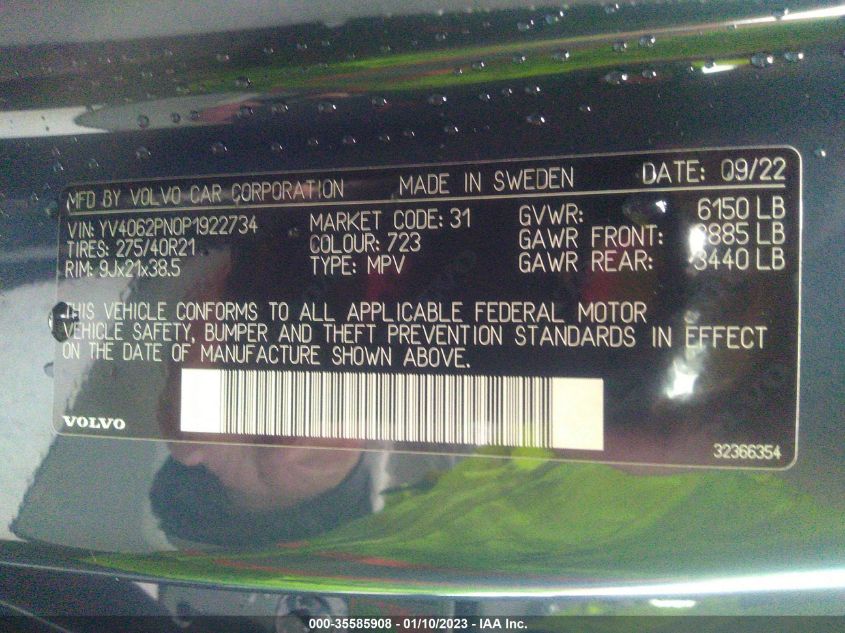 MFD BY VOLVO CAR CORPORATION MADE IN SWEDEN DATE: 09/22
VIN: YV4062PN0P1922734 MARKET CODE: 31 GVWR: 6150 LB
TIRES: 275/40R21 COLOUR: 723 GAWR FRONT: 2885 LB
RIM: 9Jx21x38.5 TYPE: MPV GAWR REAR: 3440 LB
THIS VEHICLE CONFORMS TO ALL APPLICABLE FEDERAL MOTOR
VEHICLE SAFETY, BUMPER AND THEFT PREVENTION STANDARDS IN EFFECT
ON THE DATE OF MANUFACTURE SHOWN ABOVE.
VOLVO
32366354
000-35585908 - 01/10/2023 - IAA Inc.